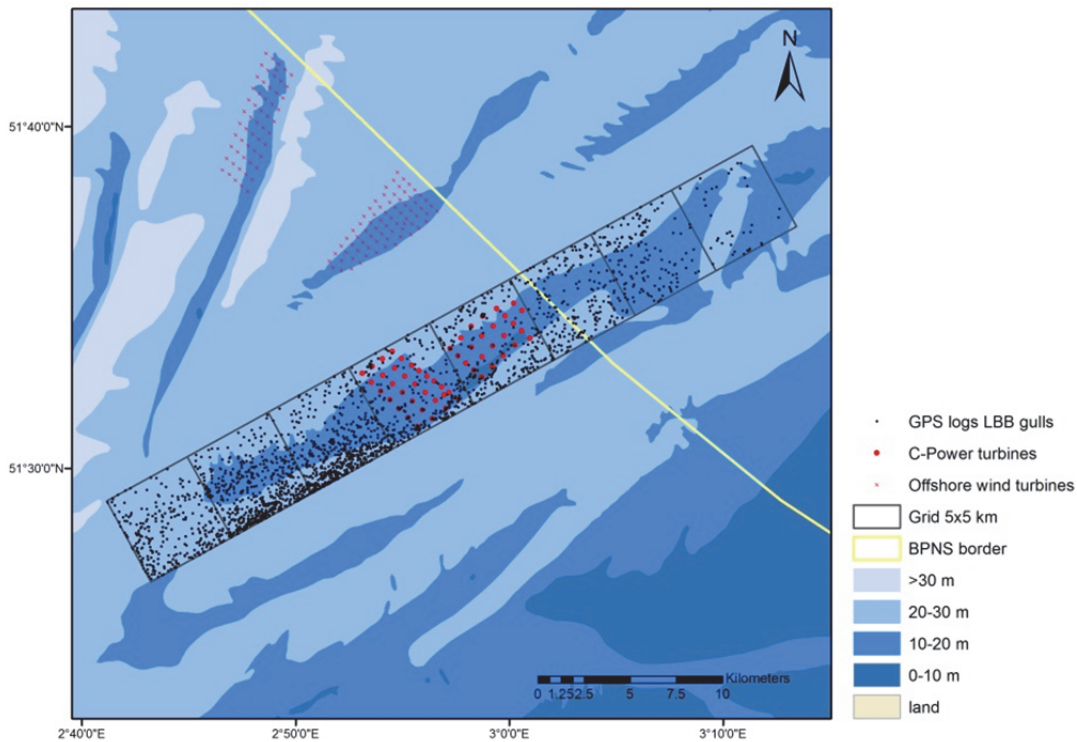 N
51°40'0"N
51°30'0"N
2°40'0"E
2°50'0"E
3°0'0"E
3°10'0"E
Kilometers
0 1.252.5 5 7.5 10
GPS logs LBB gulls
C-Power turbines
Offshore wind turbines
Grid 5x5 km
BPNS border
>30 m
20-30 m
10-20 m
0-10 m
land